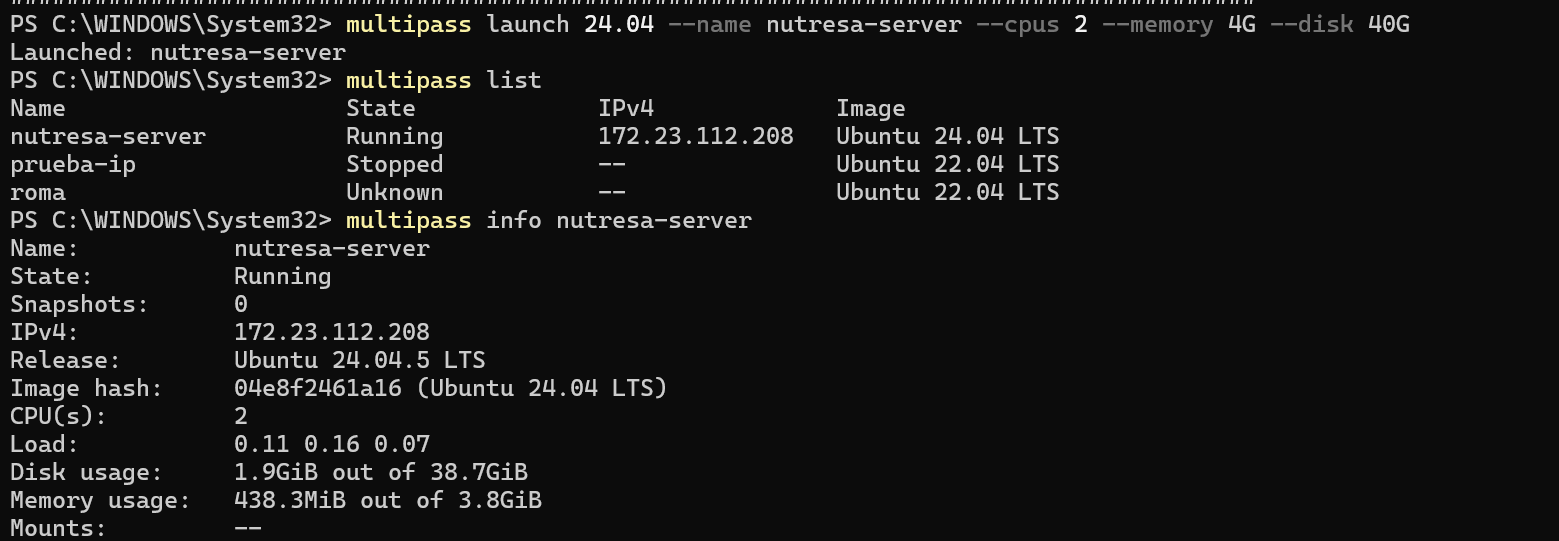 PS C:\WINDOWS\System32> multipass launch 24.04 --name nutresa-server --cpus 2 --memory 4G --disk 40G
Launched: nutresa-server
PS C:\WINDOWS\System32> multipass list
Name                    State             IPv4             Image
nutresa-server          Running           172.23.112.208   Ubuntu 24.04 LTS
prueba-ip               Stopped           --               Ubuntu 22.04 LTS
roma                    Unknown           --               Ubuntu 22.04 LTS
PS C:\WINDOWS\System32> multipass info nutresa-server
Name:           nutresa-server
State:          Running
Snapshots:      0
IPv4:           172.23.112.208
Release:        Ubuntu 24.04.5 LTS
Image hash:     04e8f2461a16 (Ubuntu 24.04 LTS)
CPU(s):         2
Load:           0.11 0.16 0.07
Disk usage:     1.9GiB out of 38.7GiB
Memory usage:   438.3MiB out of 3.8GiB
Mounts:         --